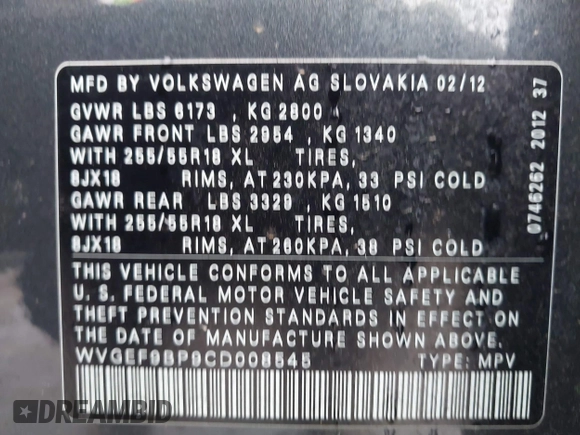 MFD BY VOLKSWAGEN AG SLOVAKIA 02/12
GVWR LBS 6173 , KG 2800
GAWR FRONT LBS 2954 , KG 1340
WITH 255/55R18 XL TIRES,
8JX18 RIMS, AT 230KPA, 33 PSI COLD
GAWR REAR LBS 3329 , KG 1510
WITH 255/55R18 XL TIRES,
8JX18 RIMS, AT 260KPA, 38 PSI COLD
THIS VEHICLE CONFORMS TO ALL APPLICABLE
U. S. FEDERAL MOTOR VEHICLE SAFETY AND
THEFT PREVENTION STANDARDS IN EFFECT ON
THE DATE OF MANUFACTURE SHOWN ABOVE.
WVGEF9BP9CD008545 TYPE: MPV
0746262 2012 37
DREAMBID